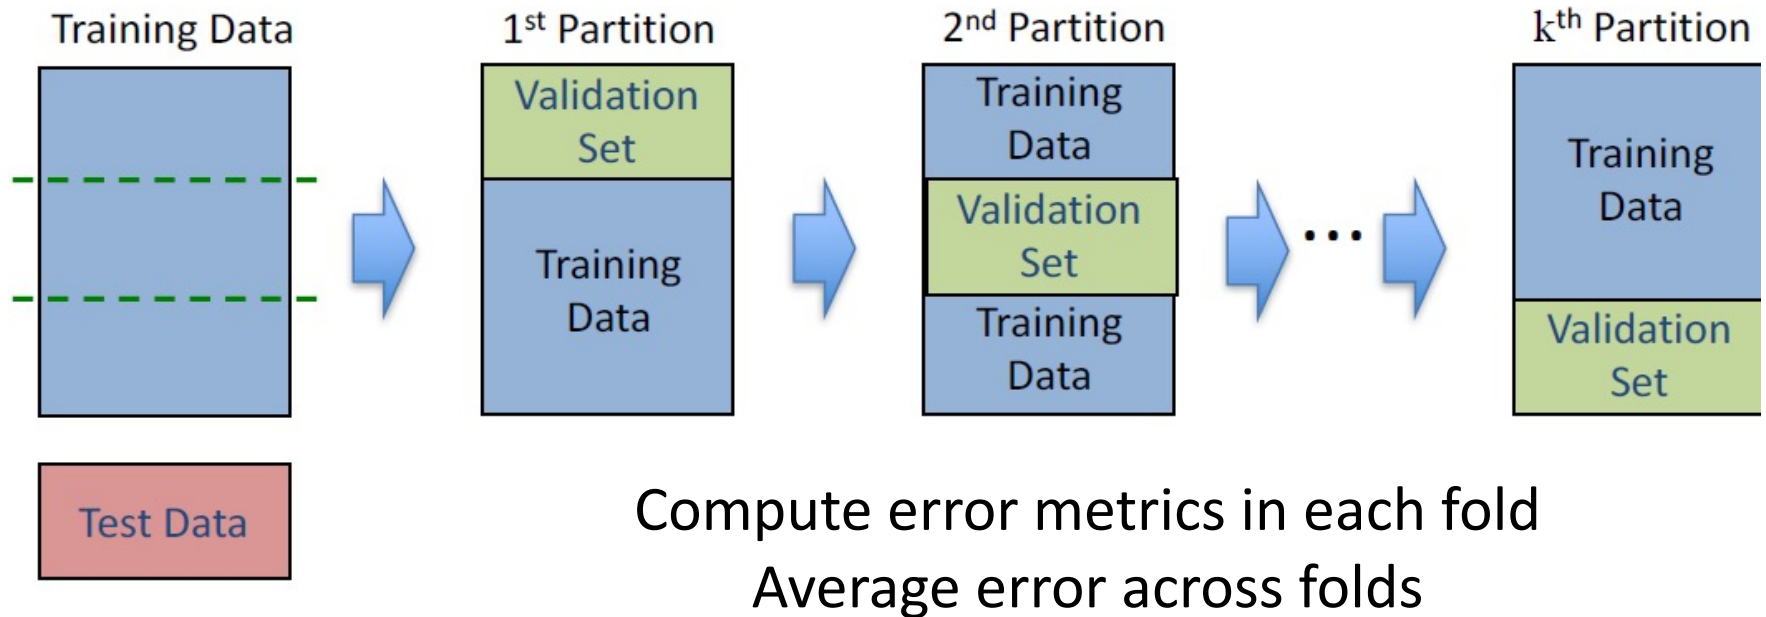 Training Data
1st Partition
2nd Partition
kth Partition
Validation
Set
Training
Data
Training
Data
Validation
Set
Training
Data
Training
Data
Validation
Set
Test Data
...
Compute error metrics in each fold
Average error across folds